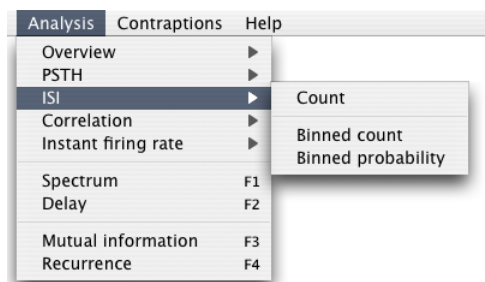 Analysis Contraptions Help
Overview
PSTH
ISI
Correlation
Instant firing rate
Spectrum F1
Delay F2
Mutual information F3
Recurrence F4
Count
Binned count
Binned probability